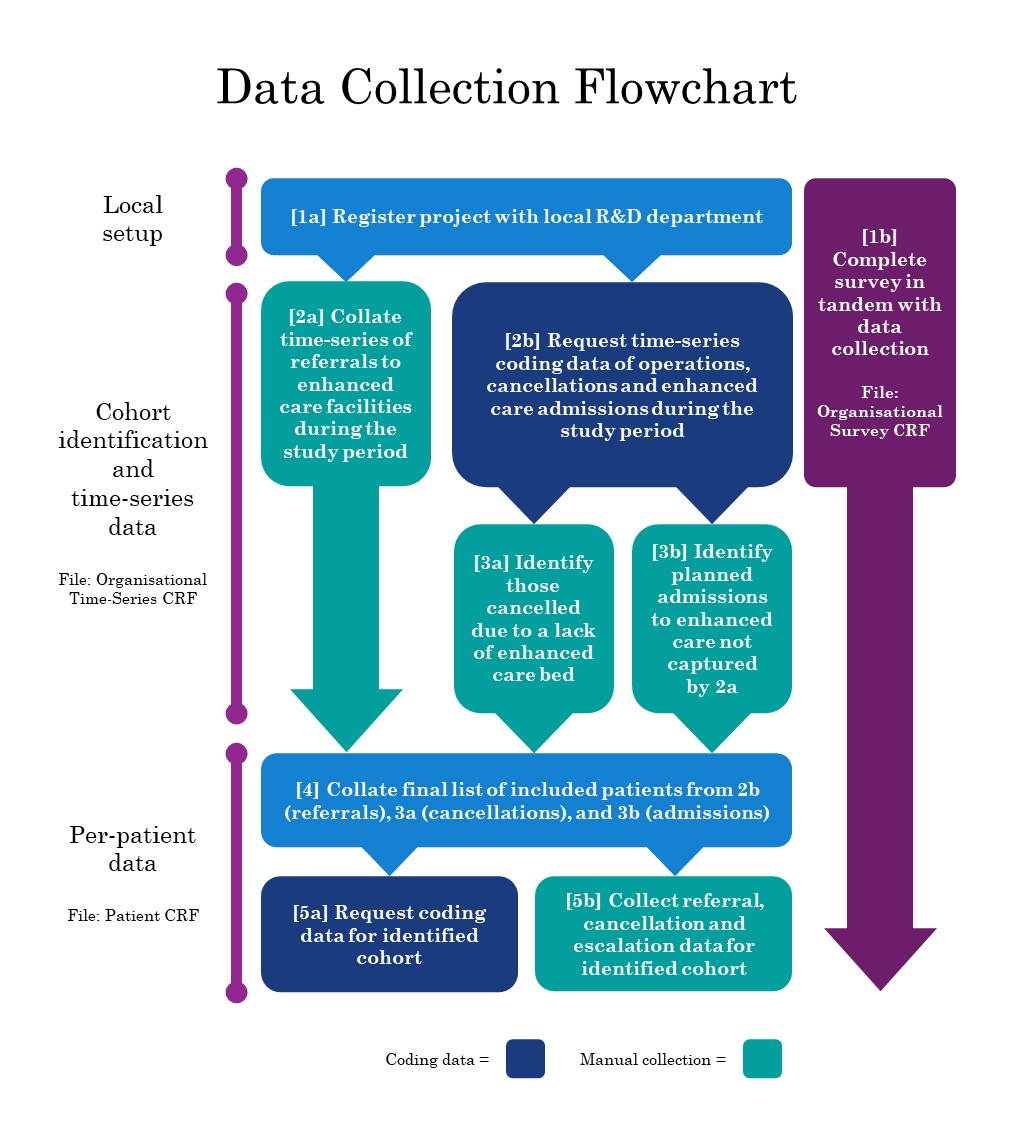 Data Collection Flowchart
Local
setup
[1a] Register project with local R&D department
[1b]
Complete
survey in
tandem with
data
collection
File:
Organisational
Survey CRF
Cohort
identification
and
time-series
data
File: Organisational
Time-Series CRF
[2a] Collate
time-series of
referrals to
enhanced
care facilities
during the
study period
[2b] Request time-series
coding data of operations,
cancellations and enhanced
care admissions during the
study period
[3a] Identify
those
cancelled
due to a lack
of enhanced
care bed
[3b] Identify
planned
admissions
to enhanced
care not
captured
by 2a
Per-patient
data
File: Patient CRF
[4] Collate final list of included patients from 2b
(referrals), 3a (cancellations), and 3b (admissions)
[5a] Request coding
data for identified
cohort
[5b] Collect referral,
cancellation and
escalation data for
identified cohort
Coding data =
Manual collection =